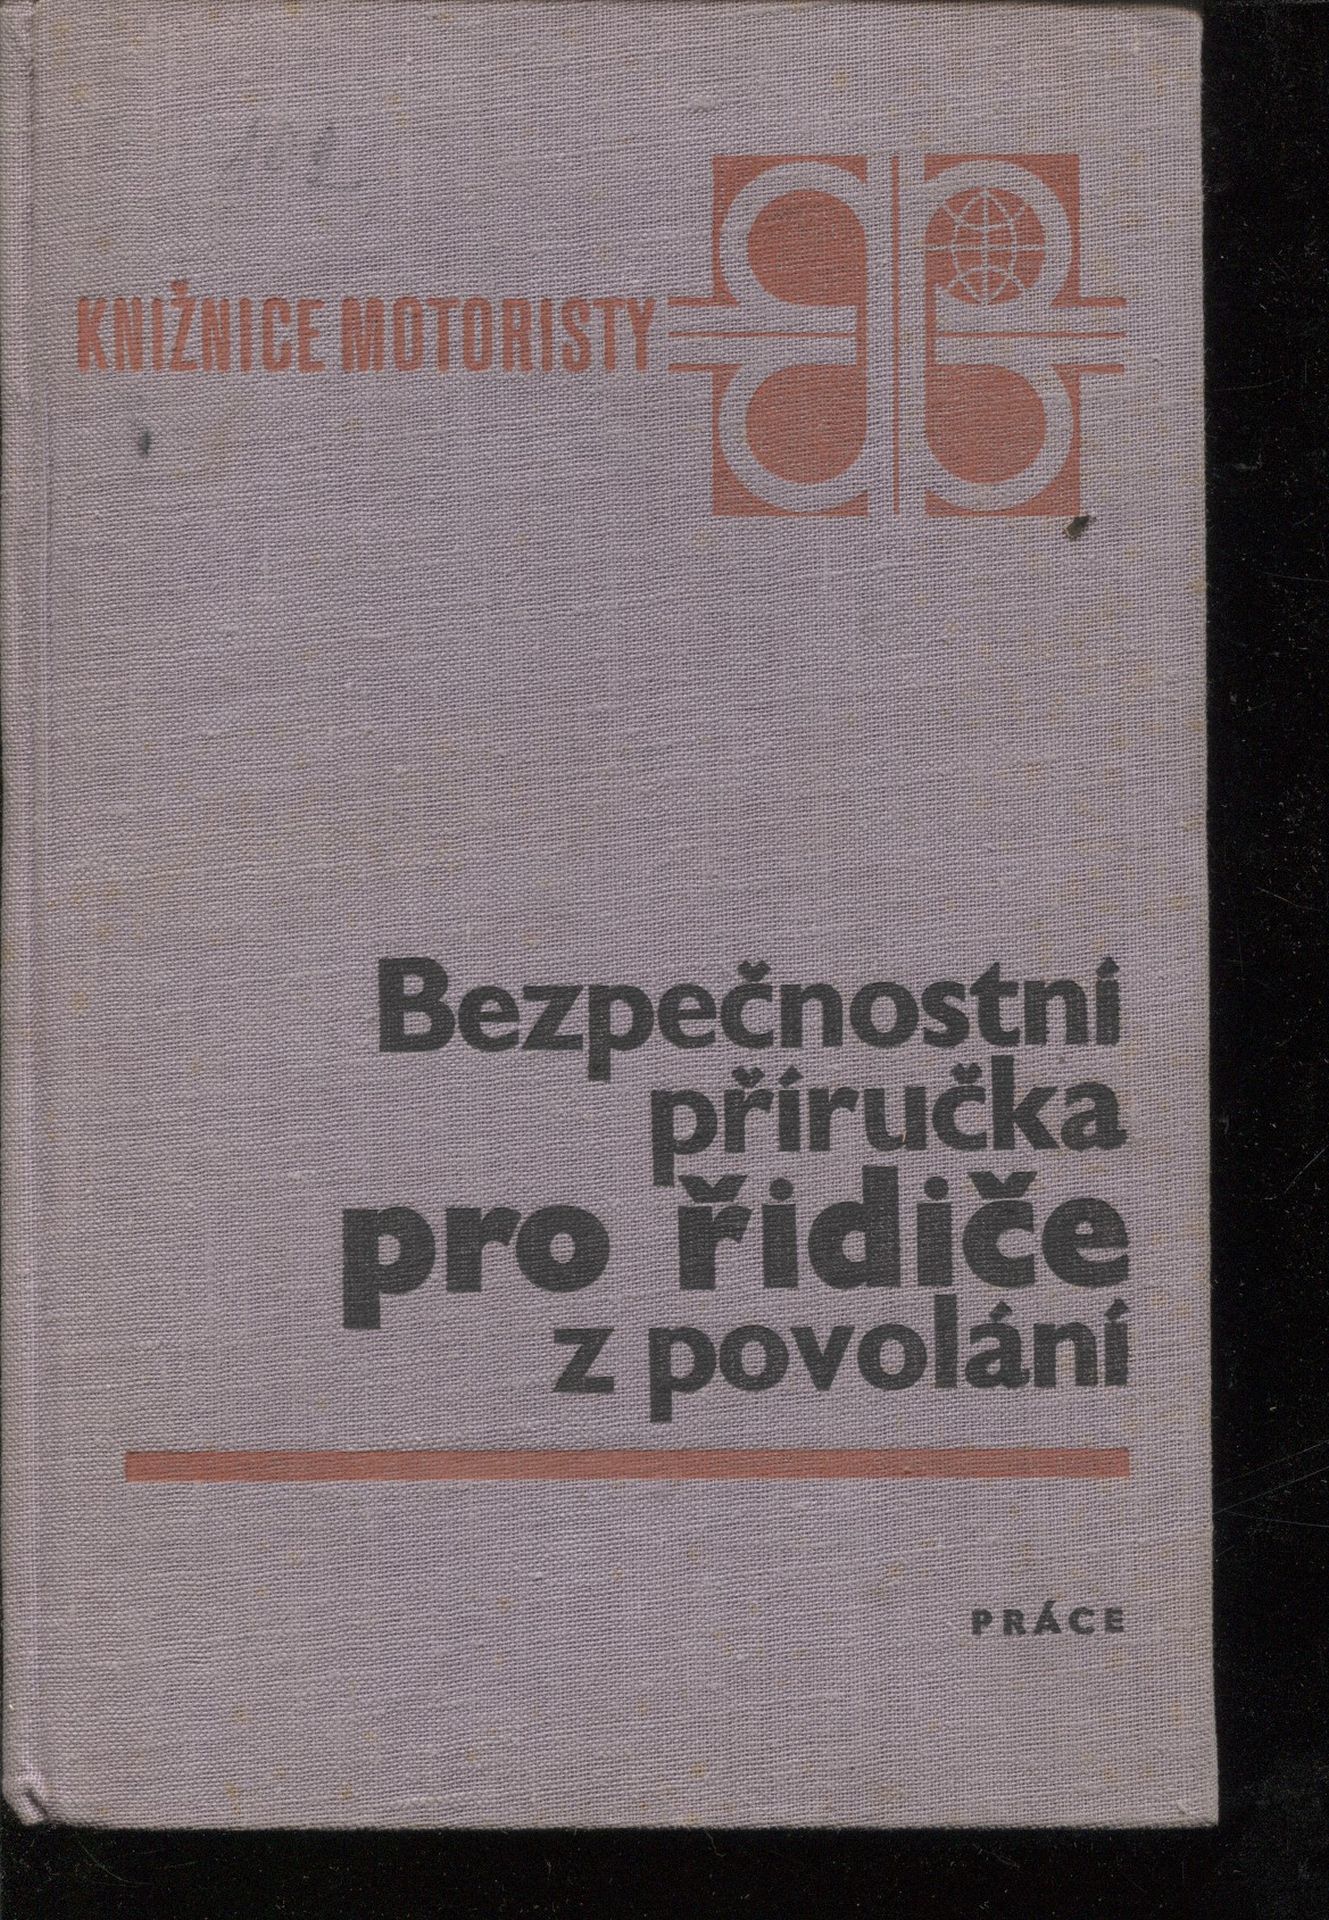 KNIŽNICE MOTORISTY
Bezpečnostní
příručka
pro řidiče
z povolání
PRÁCE